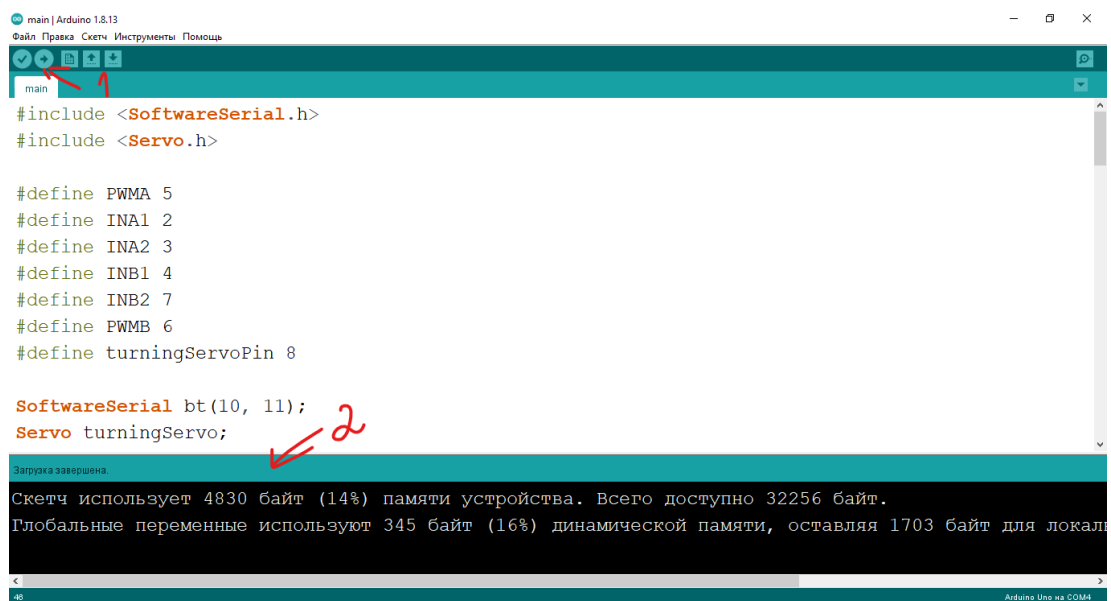 main | Arduino 1.8.13
Файл Правка Скетч Инструменты Помощь
1
main
#include <SoftwareSerial.h>
#include <Servo.h>
#define PWMA 5
#define INA1 2
#define INA2 3
#define INB1 4
#define INB2 7
#define PWMB 6
#define turningServoPin 8
SoftwareSerial bt(10, 11);
Servo turningServo;
2
Загрузка завершена.
Скетч использует 4830 байт (14%) памяти устройства. Всего доступно 32256 байт.
Глобальные переменные используют 345 байт (16%) динамической памяти, оставляя 1703 байт для локаль
46
Arduino Uno на COM4